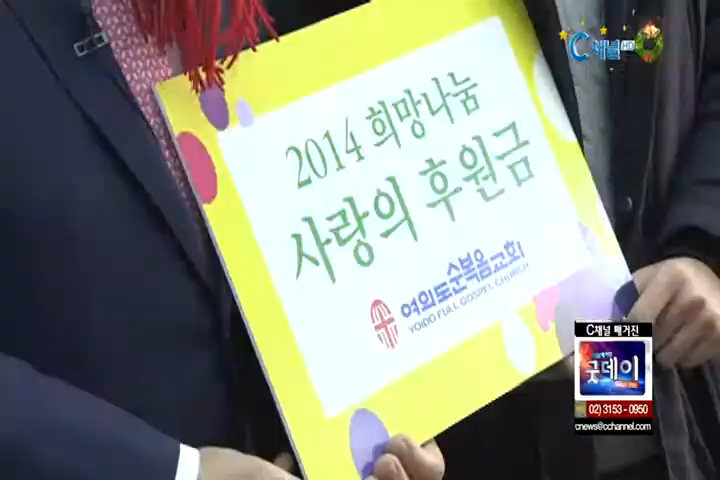 C채널 HD
2014 희망나눔
사랑의 후원금
여의도순복음교회
YOIDO FULL GOSPEL CHURCH
C채널 매거진
굿데이
02) 3153 - 0950
cnews@cchannel.com